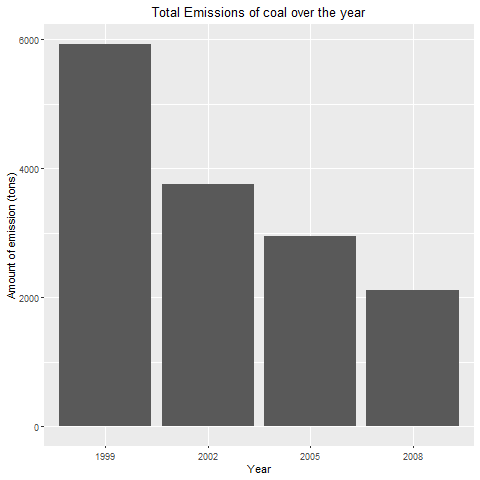 Total Emissions of coal over the year
6000
4000
2000
0
Amount of emission (tons)
1999 2002 2005 2008
Year